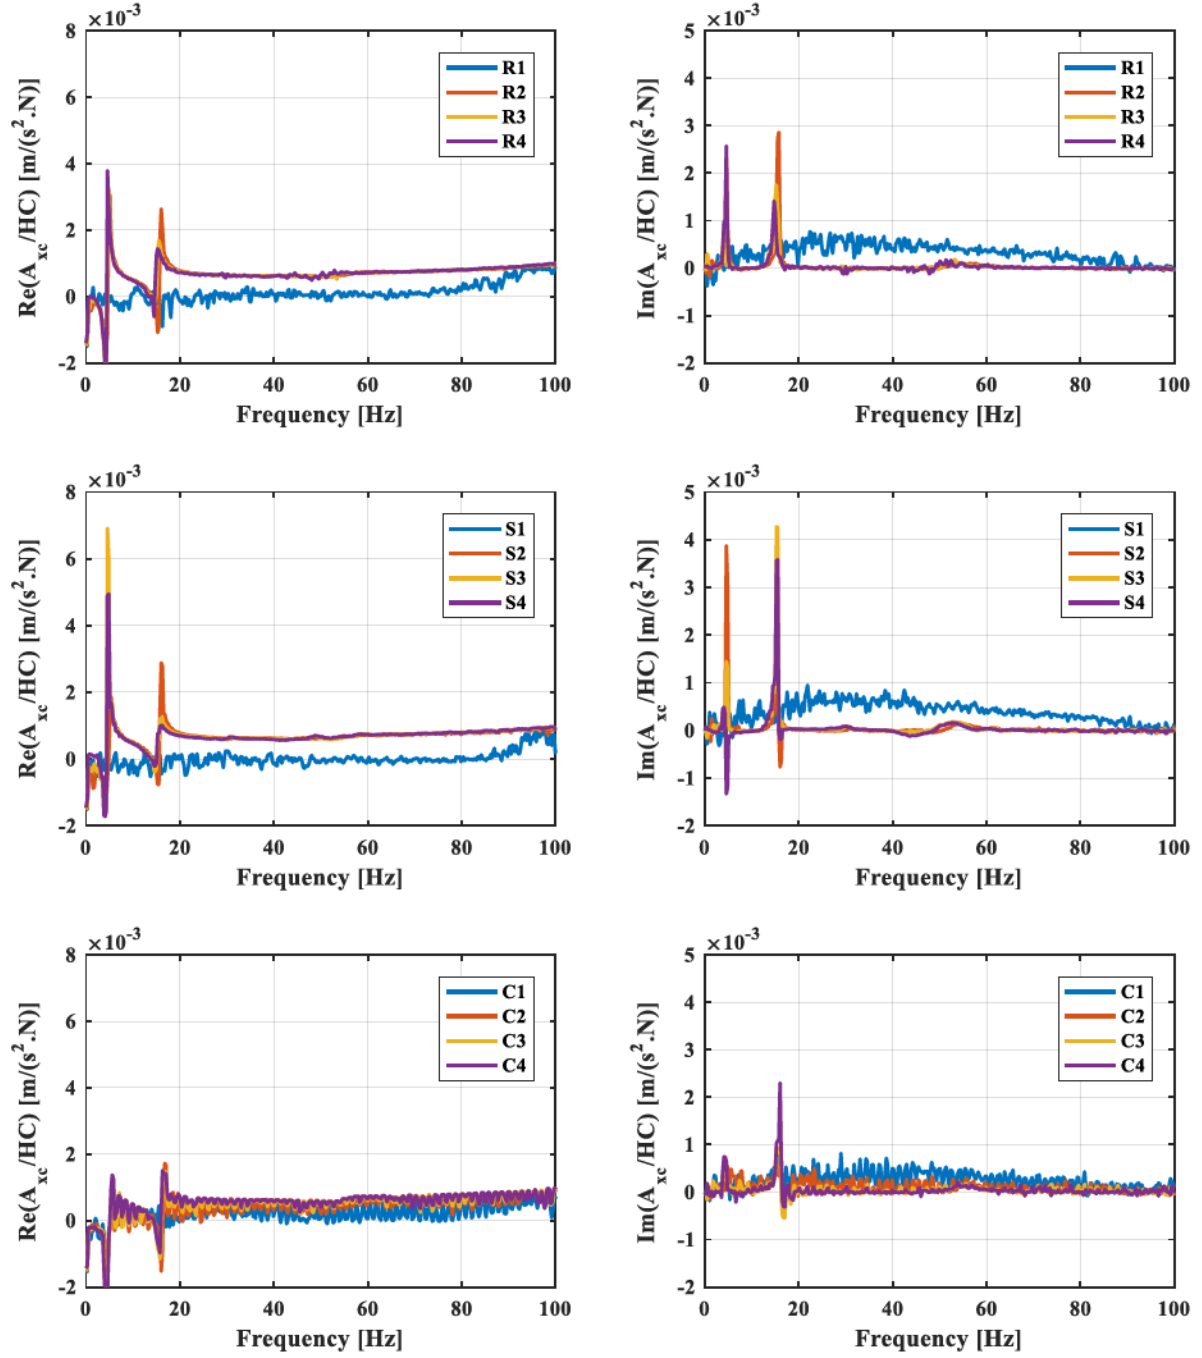 ×10⁻³
Re(A_xc/HC) [m/(s².N)]
8
6
4
2
0
-2
0 20 40 60 80 100
Frequency [Hz]
R1
R2
R3
R4
×10⁻³
Im(A_xc/HC) [m/(s².N)]
5
4
3
2
1
0
-1
-2
0 20 40 60 80 100
Frequency [Hz]
R1
R2
R3
R4
×10⁻³
Re(A_xc/HC) [m/(s².N)]
8
6
4
2
0
-2
0 20 40 60 80 100
Frequency [Hz]
S1
S2
S3
S4
×10⁻³
Im(A_xc/HC) [m/(s².N)]
5
4
3
2
1
0
-1
-2
0 20 40 60 80 100
Frequency [Hz]
S1
S2
S3
S4
×10⁻³
Re(A_xc/HC) [m/(s².N)]
8
6
4
2
0
-2
0 20 40 60 80 100
Frequency [Hz]
C1
C2
C3
C4
×10⁻³
Im(A_xc/HC) [m/(s².N)]
5
4
3
2
1
0
-1
-2
0 20 40 60 80 100
Frequency [Hz]
C1
C2
C3
C4